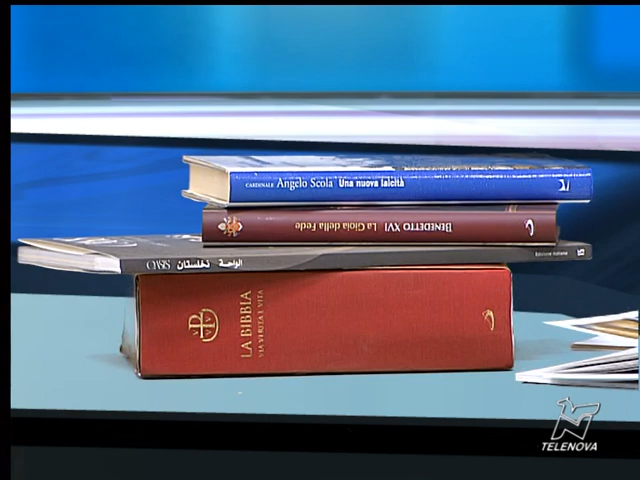 CARDINALE Angelo Scola Una nuova laicità
BENEDETTO XVI La Gioia della Fede
OASIS نخلستان الواحة Edizione italiana 15
LA BIBBIA
VIA VERITÀ E VITA
TELENOVA